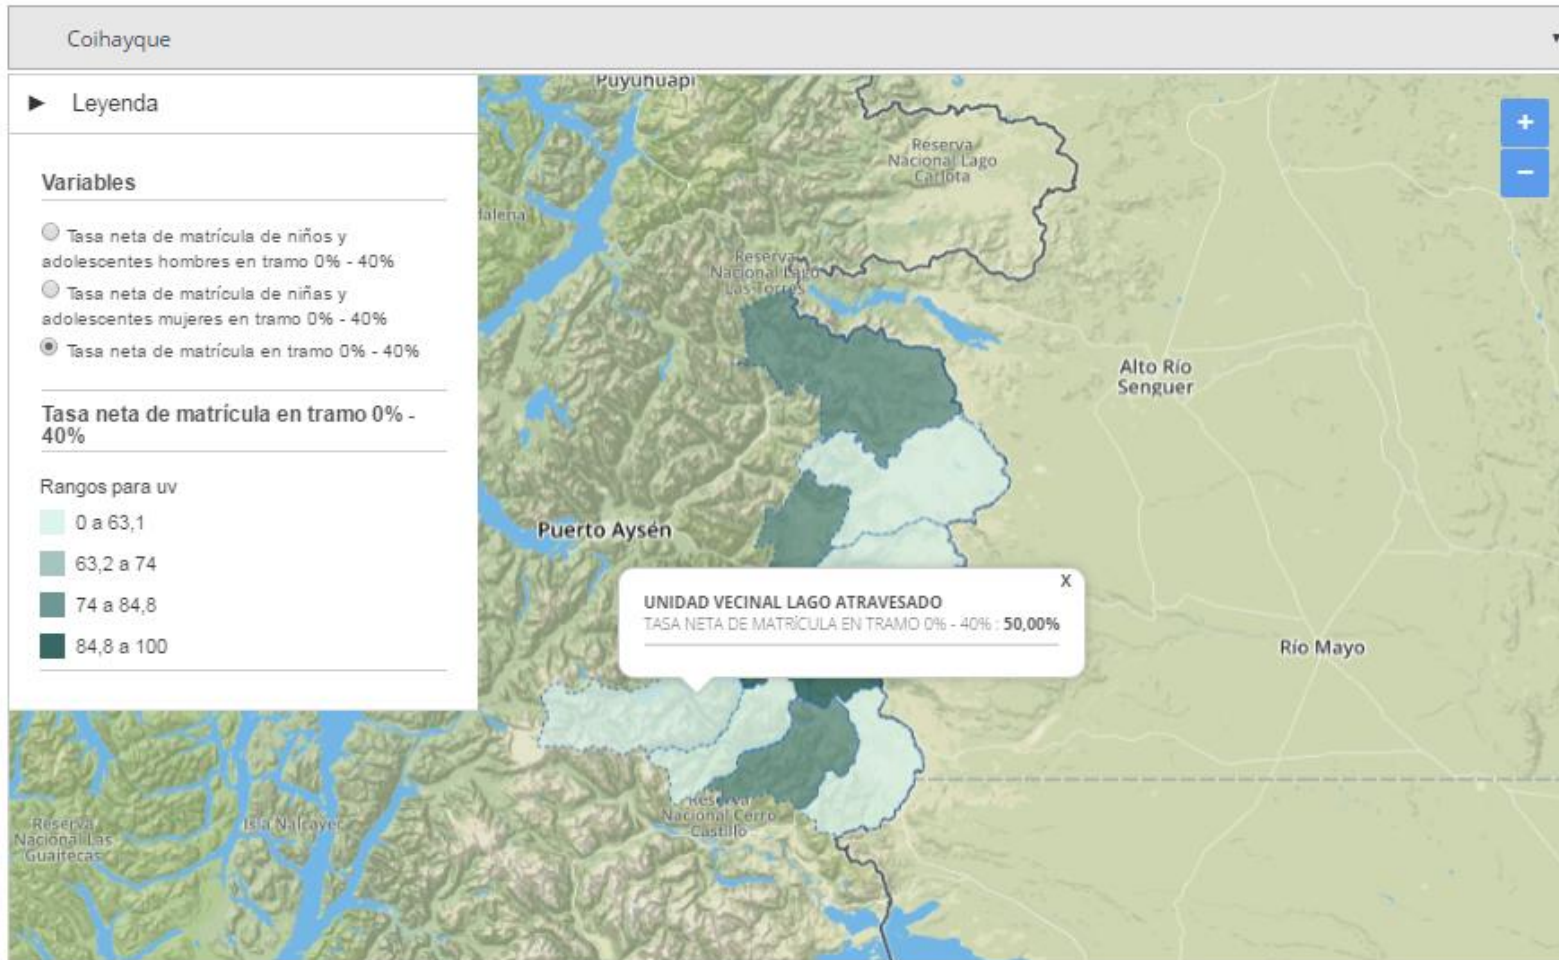 Coihayque
Leyenda
Variables
Tasa neta de matrícula de niños y
adolescentes hombres en tramo 0% - 40%
Tasa neta de matrícula de niñas y
adolescentes mujeres en tramo 0% - 40%
Tasa neta de matrícula en tramo 0% - 40%
Tasa neta de matrícula en tramo 0% -
40%
Rangos para uv
0 a 63,1
63,2 a 74
74 a 84,8
84,8 a 100
Puyuhuapi
Reserva
Nacional Lago
Carlota
dalena
Reserva
Nacional Lago
Las Torres
Alto Río
Senguer
Puerto Aysén
X
UNIDAD VECINAL LAGO ATRAVESADO
TASA NETA DE MATRÍCULA EN TRAMO 0% - 40% : 50,00%
Río Mayo
Reserva
Nacional Cerro
Castillo
Isla Nalcayec
Reserva
Nacional Las
Guaitecas
+
−